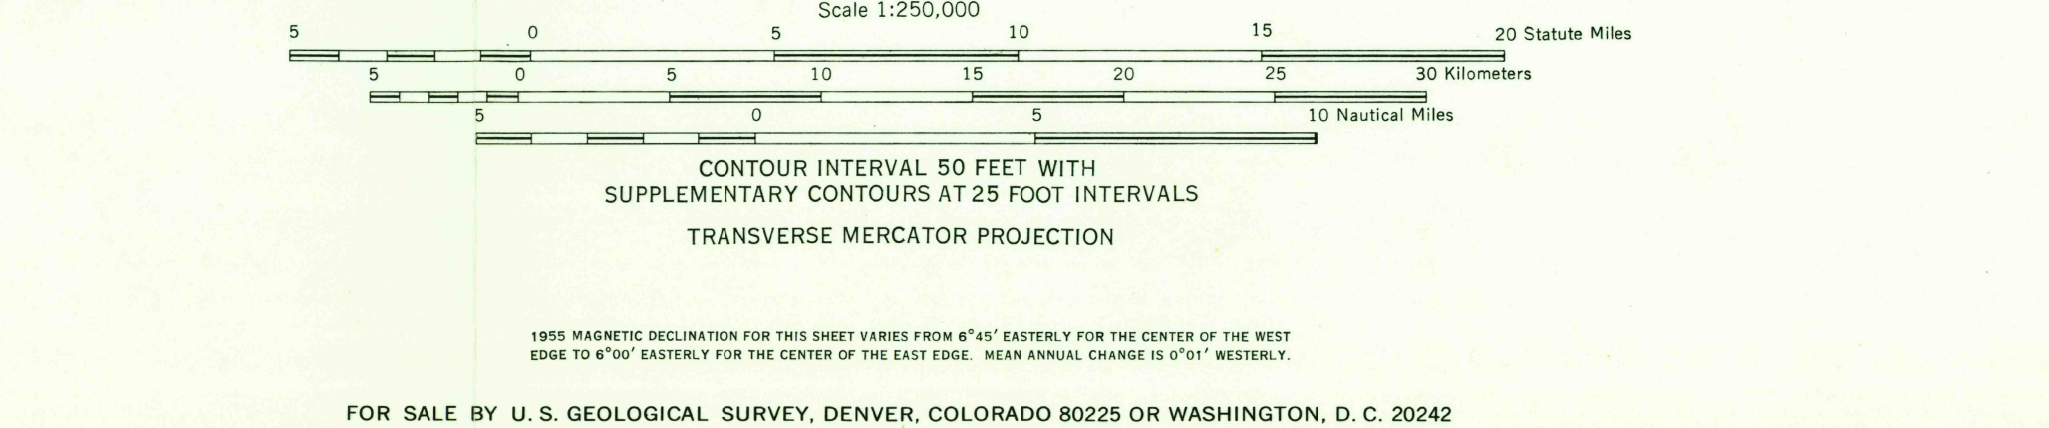 Scale 1:250,000
5 0 5 10 15 20 Statute Miles
5 0 5 10 15 20 25 30 Kilometers
5 0 5 10 Nautical Miles
CONTOUR INTERVAL 50 FEET WITH
SUPPLEMENTARY CONTOURS AT 25 FOOT INTERVALS
TRANSVERSE MERCATOR PROJECTION
1955 MAGNETIC DECLINATION FOR THIS SHEET VARIES FROM 6°45′ EASTERLY FOR THE CENTER OF THE WEST
EDGE TO 6°00′ EASTERLY FOR THE CENTER OF THE EAST EDGE. MEAN ANNUAL CHANGE IS 0°01′ WESTERLY.
FOR SALE BY U. S. GEOLOGICAL SURVEY, DENVER, COLORADO 80225 OR WASHINGTON, D. C. 20242